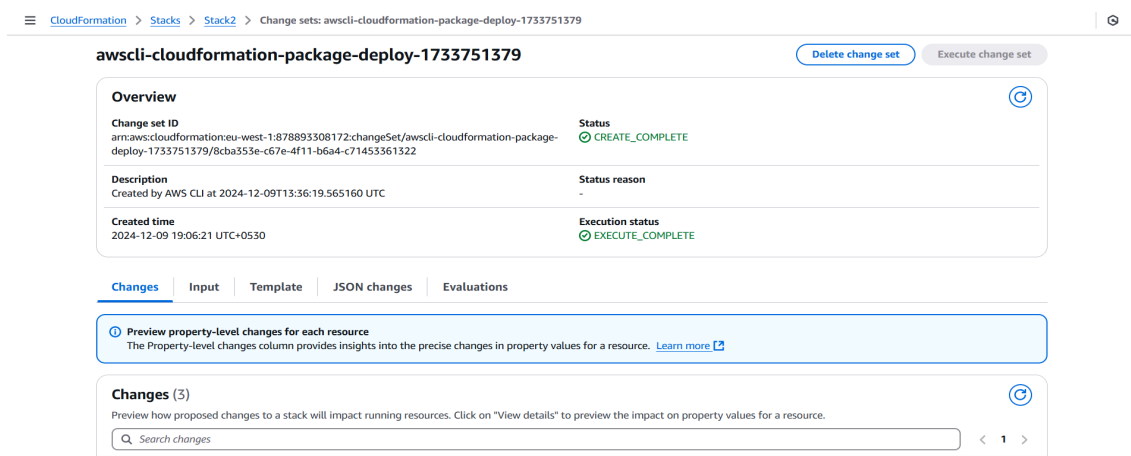 CloudFormation > Stacks > Stack2 > Change sets: awscli-cloudformation-package-deploy-1733751379
awscli-cloudformation-package-deploy-1733751379
Delete change set
Execute change set
Overview
Change set ID
arn:aws:cloudformation:eu-west-1:878893308172:changeSet/awscli-cloudformation-package-
deploy-1733751379/8cba353e-c67e-4f11-b6a4-c71453361322
Status
CREATE_COMPLETE
Description
Created by AWS CLI at 2024-12-09T13:36:19.565160 UTC
Status reason
-
Created time
2024-12-09 19:06:21 UTC+0530
Execution status
EXECUTE_COMPLETE
Changes
Input
Template
JSON changes
Evaluations
Preview property-level changes for each resource
The Property-level changes column provides insights into the precise changes in property values for a resource. Learn more
Changes (3)
Preview how proposed changes to a stack will impact running resources. Click on "View details" to preview the impact on property values for a resource.
Search changes
< 1 >